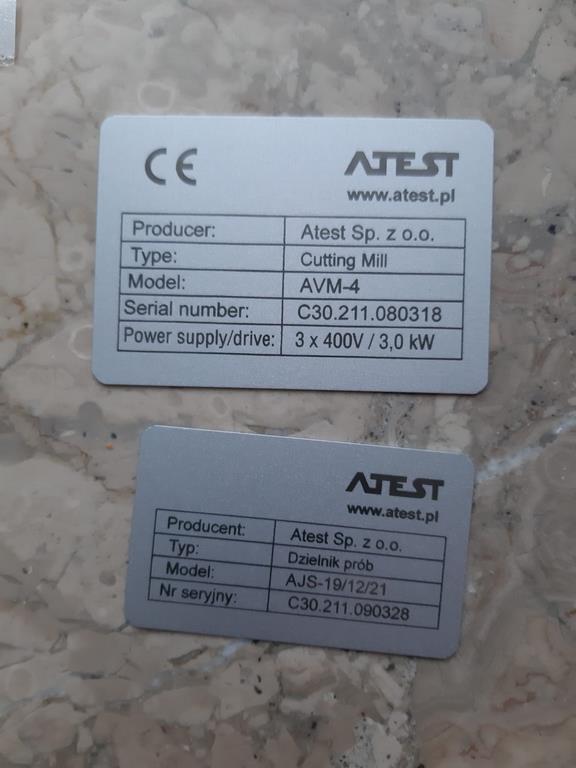 CE ATEST
www.atest.pl
Producer: Atest Sp. z o.o.
Type: Cutting Mill
Model: AVM-4
Serial number: C30.211.080318
Power supply/drive: 3 x 400V / 3,0 kW
ATEST
www.atest.pl
Producent: Atest Sp. z o.o.
Typ: Dzielnik prób
Model: AJS-19/12/21
Nr seryjny: C30.211.090328